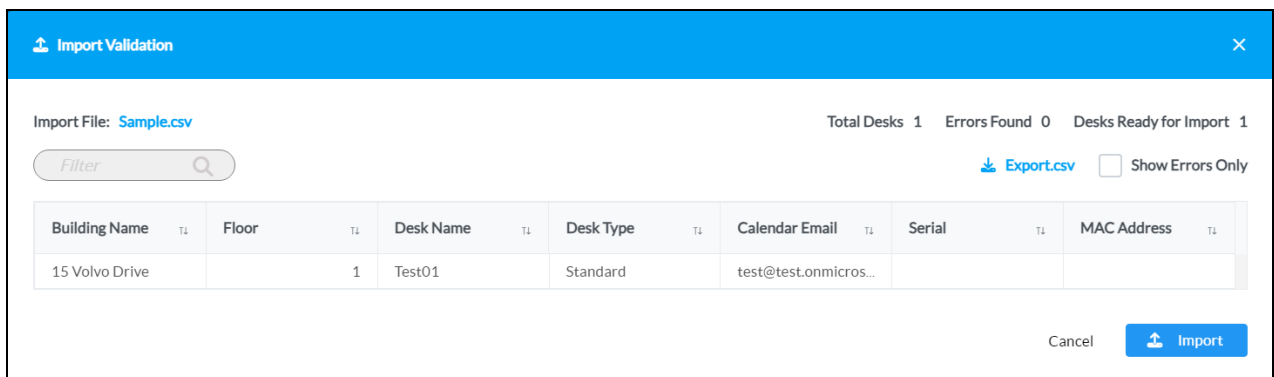 Import Validation
Import File: Sample.csv Total Desks 1 Errors Found 0 Desks Ready for Import 1
Filter Export.csv Show Errors Only
Building Name Floor Desk Name Desk Type Calendar Email Serial MAC Address
15 Volvo Drive 1 Test01 Standard test@test.onmicros...
Cancel Import